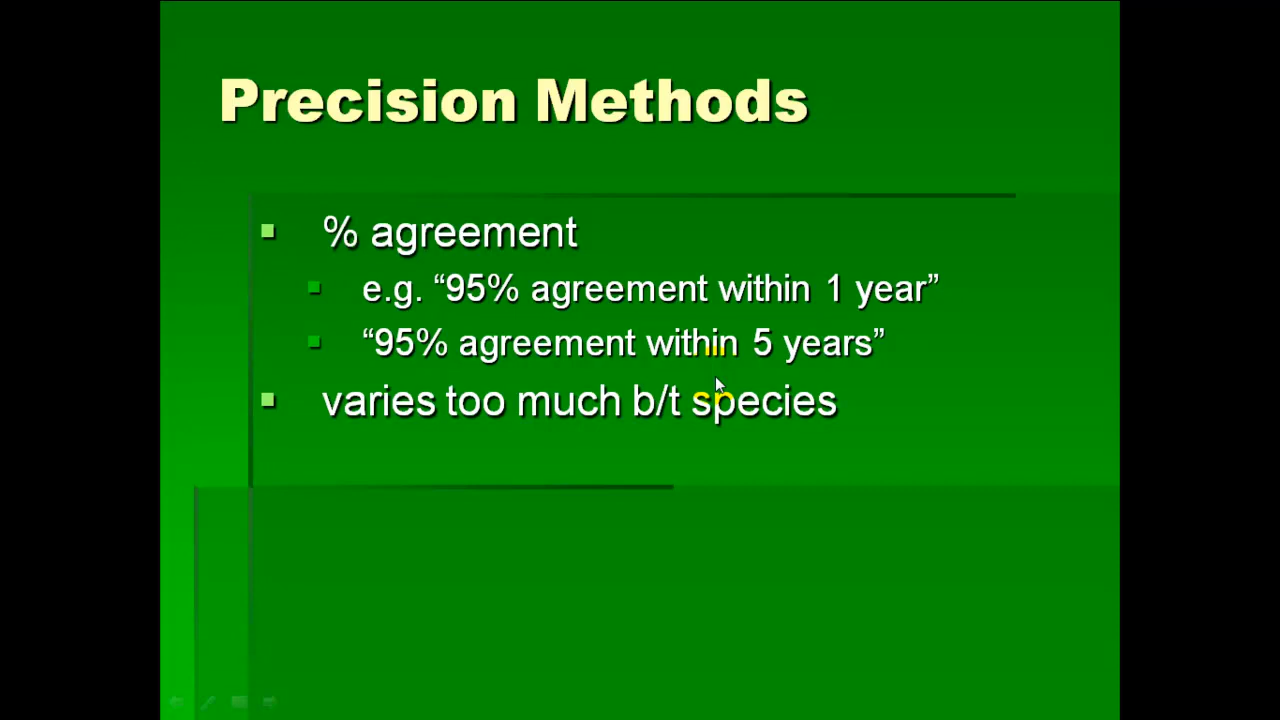 Precision Methods
% agreement
e.g. “95% agreement within 1 year”
“95% agreement within 5 years”
varies too much b/t species